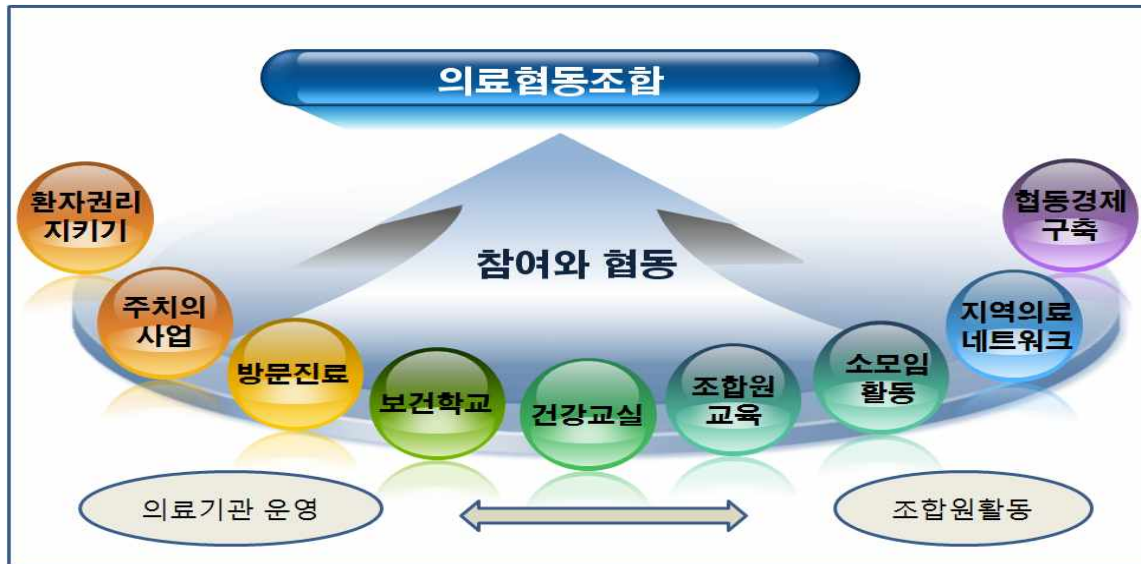 의료협동조합
참여와 협동
환자권리
지키기
주치의
사업
방문진료
보건학교
건강교실
조합원
교육
소모임
활동
지역의료
네트워크
협동경제
구축
의료기관 운영
조합원활동